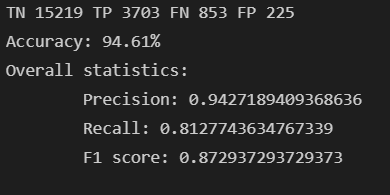 TN 15219 TP 3703 FN 853 FP 225
Accuracy: 94.61%
Overall statistics:
Precision: 0.9427189409368636
Recall: 0.8127743634767339
F1 score: 0.872937293729373